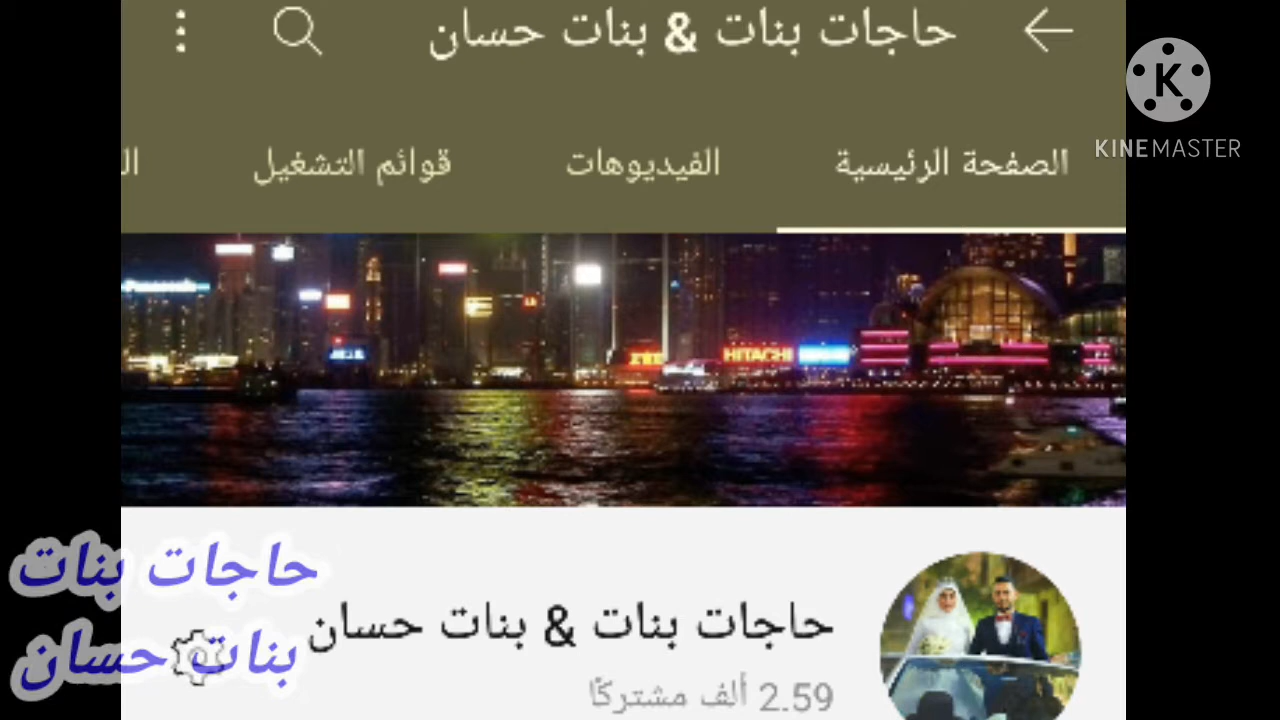 حاجات بنات & بنات حسان
KINEMASTER
الصفحة الرئيسية
الفيديوهات
قوائم التشغيل
Panasonic
HITACHI
حاجات بنات & بنات حسان
2.59 ألف مشتركًا
حاجات بنات
بنات حسان